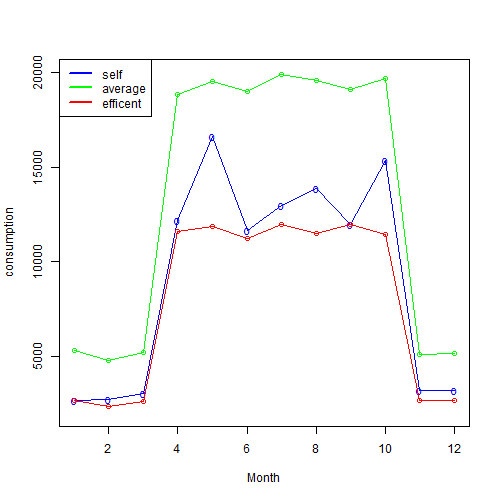 self
average
efficent
20000
15000
10000
5000
consumption
2 4 6 8 10 12
Month